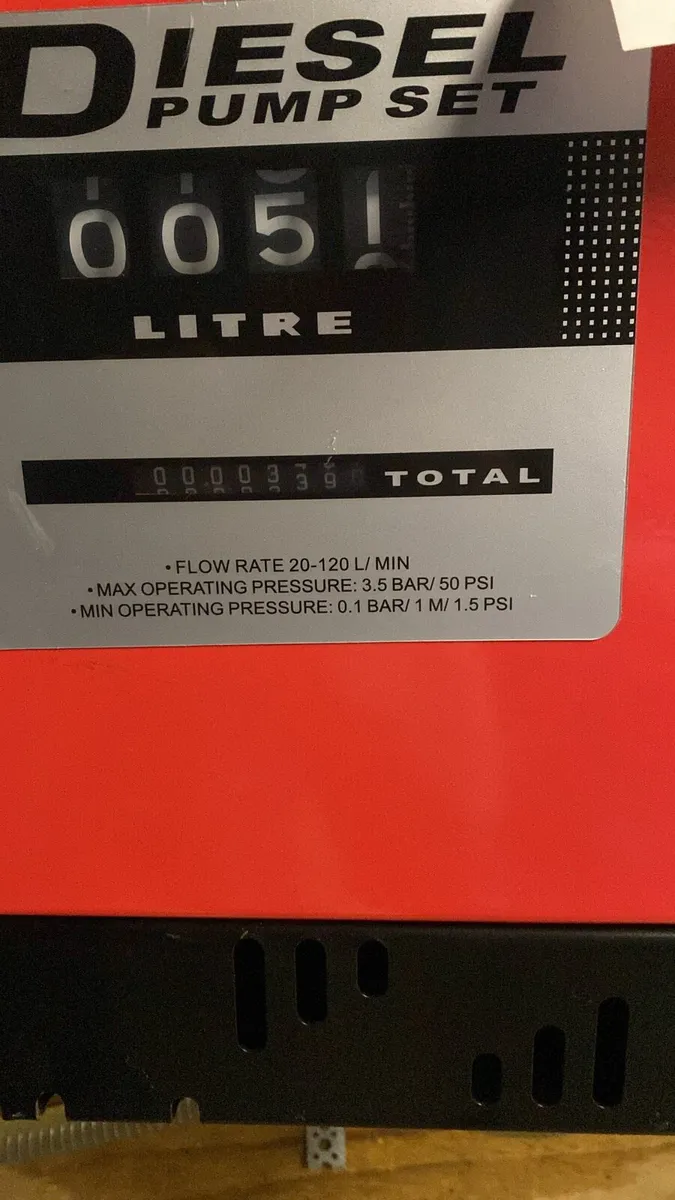 DIESEL
PUMP SET
0051
LITRE
TOTAL
• FLOW RATE 20-120 L/ MIN
• MAX OPERATING PRESSURE: 3.5 BAR/ 50 PSI
• MIN OPERATING PRESSURE: 0.1 BAR/ 1 M/ 1.5 PSI